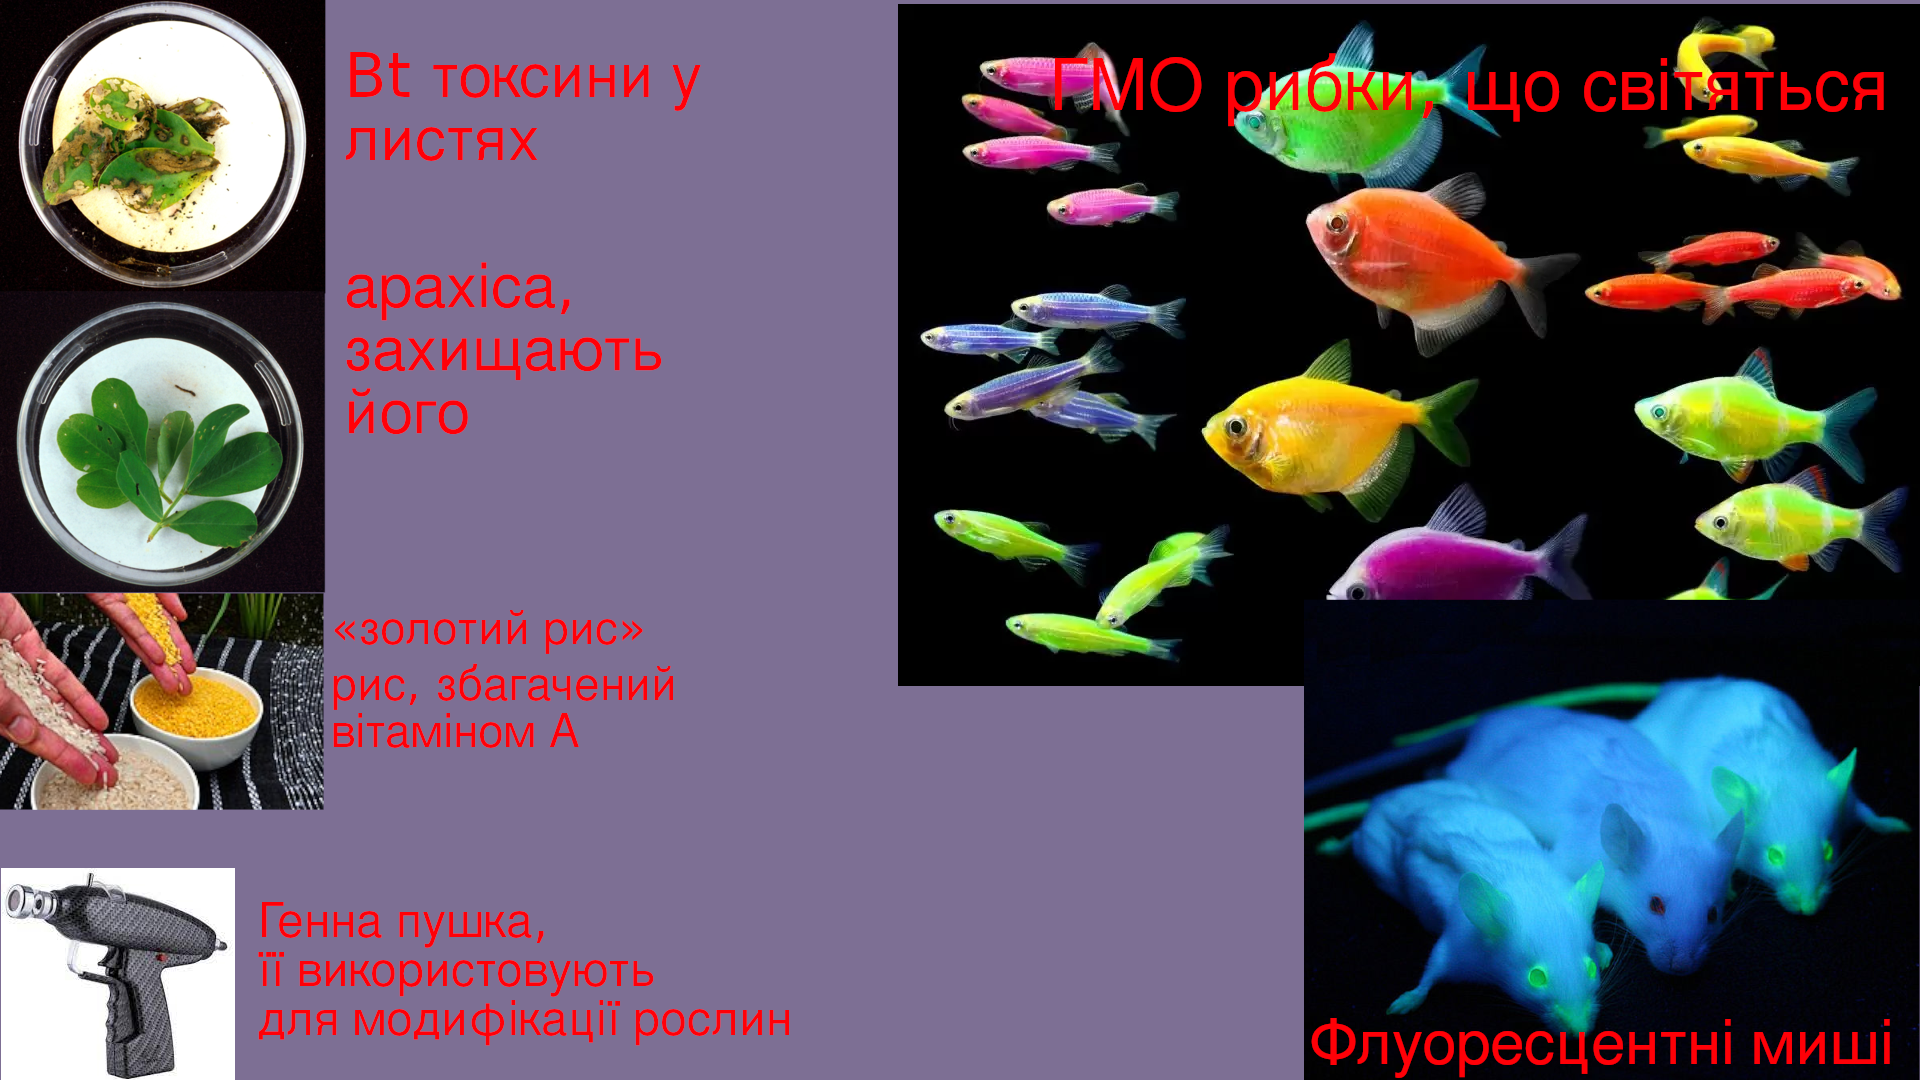 Bt токсини у
листях
арахіса,
захищають
його
ГМО рибки, що світяться
«золотий рис»
рис, збагачений
вітаміном А
Генна пушка,
її використовують
для модифікації рослин
Флуоресцентні миші